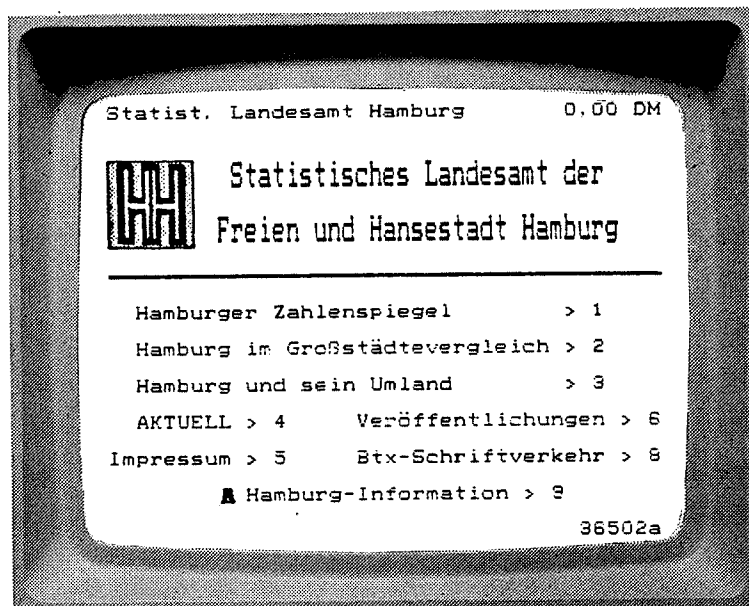 Statist. Landesamt Hamburg 0,00 DM
Statistisches Landesamt der
Freien und Hansestadt Hamburg
Hamburger Zahlenspiegel > 1
Hamburg im Großstädtevergleich > 2
Hamburg und sein Umland > 3
AKTUELL > 4 Veröffentlichungen > 6
Impressum > 5 Btx-Schriftverkehr > 8
Hamburg-Information > 9
36502a